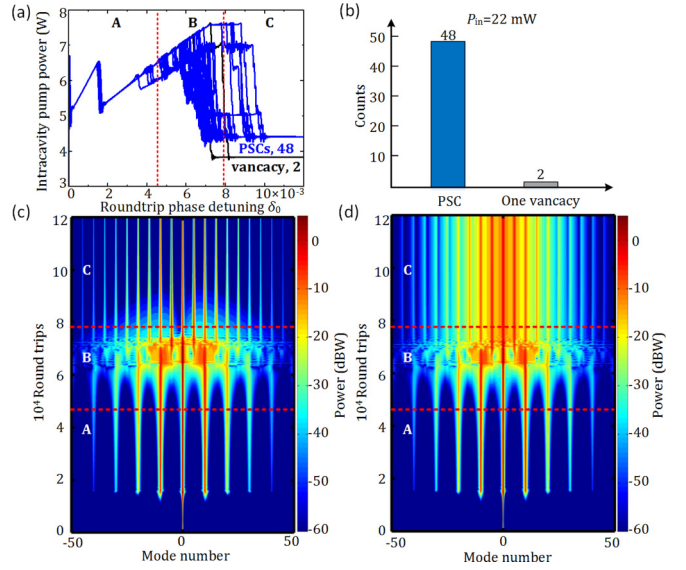 (a)
A
B
C
Intracavity pump power (W)
8
7
6
5
4
3
PSCs, 48
vancacy, 2
0
2
4
6
8
10×10⁻³
Roundtrip phase detuning δ₀
(b)
Pin=22 mW
Counts
50
40
30
20
10
48
2
PSC
One vancacy
(c)
12
10
8
6
4
2
0
10⁴ Round trips
C
B
A
-50
0
50
Mode number
0
-10
-20
-30
-40
-50
-60
Power (dBW)
(d)
12
10
8
6
4
2
0
10⁴ Round trips
C
B
A
-50
0
50
Mode number
0
-10
-20
-30
-40
-50
-60
Power (dBW)